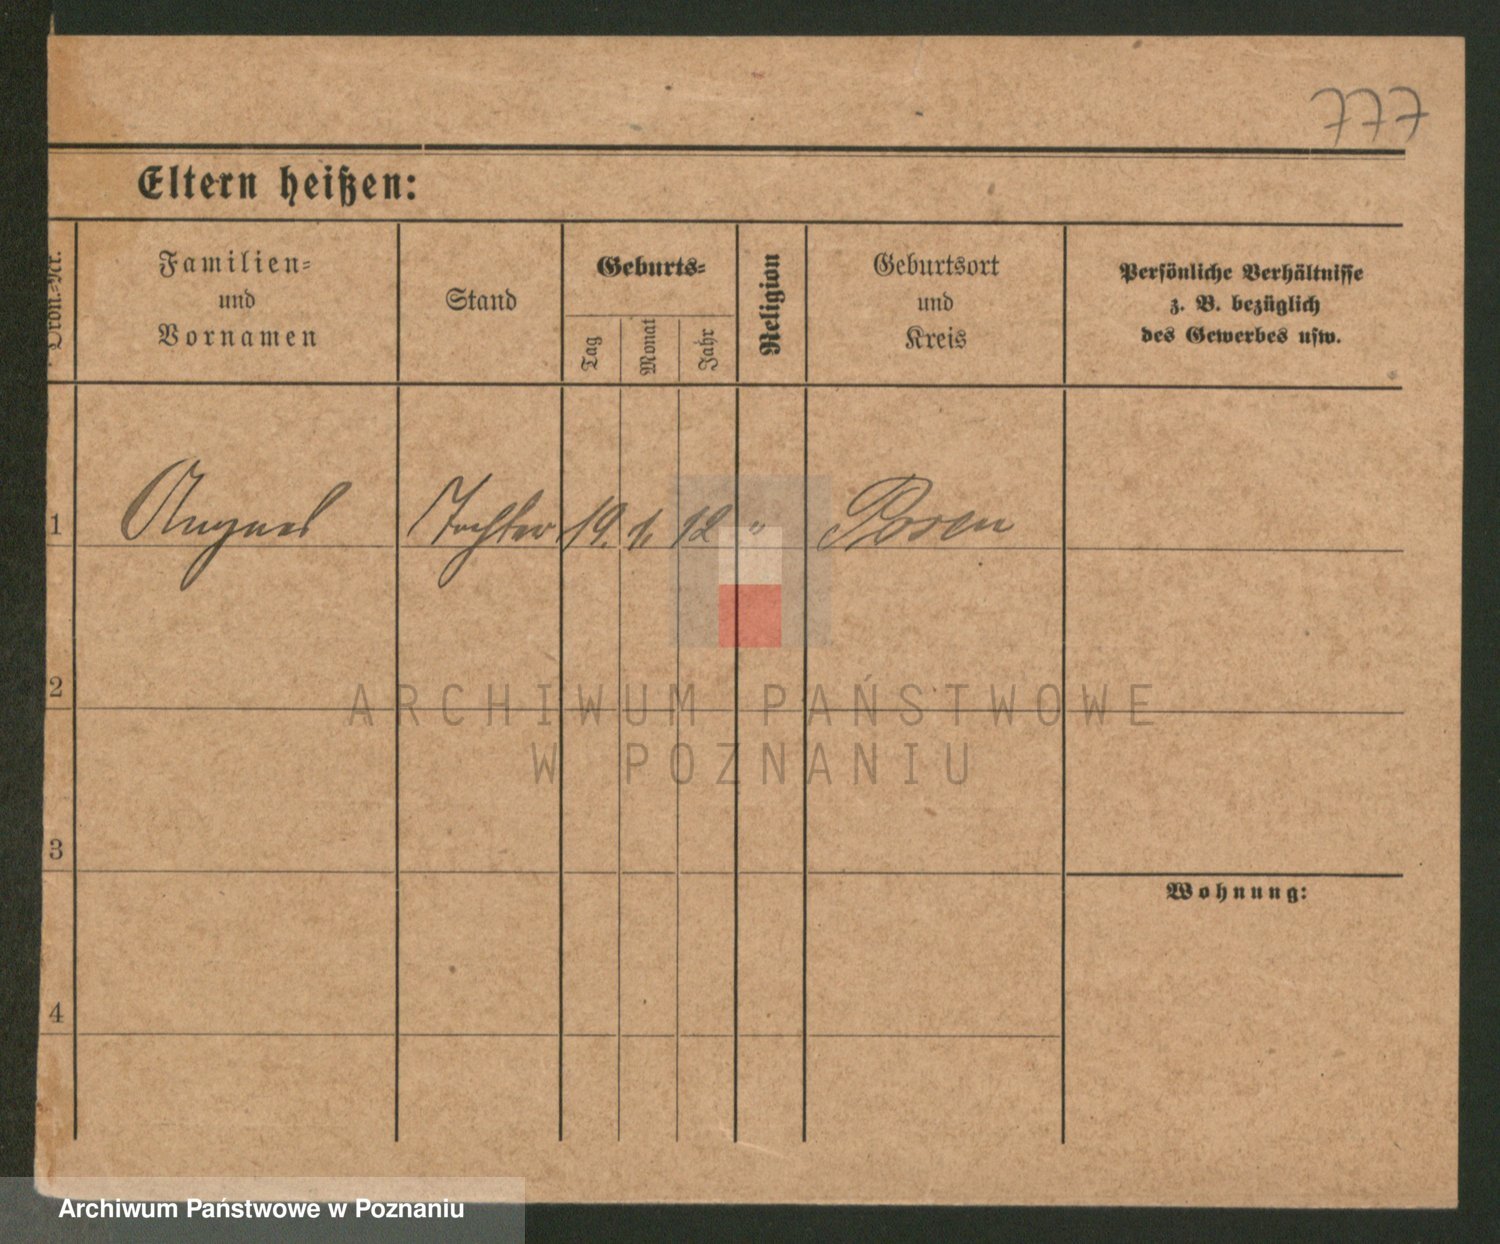 777
Eltern heißen:
Ordn.-Nr.
Familien-
und
Vornamen
Stand
Geburts-
Tag
Monat
Jahr
Religion
Geburtsort
und
Kreis
Persönliche Verhältnisse
z. B. bezüglich
des Gewerbes usw.
1 Tochter 19. 1. 12 " Posen
2
ARCHIWUM PAŃSTWOWE
W POZNANIU
3
Wohnung:
4
Archiwum Państwowe w Poznaniu